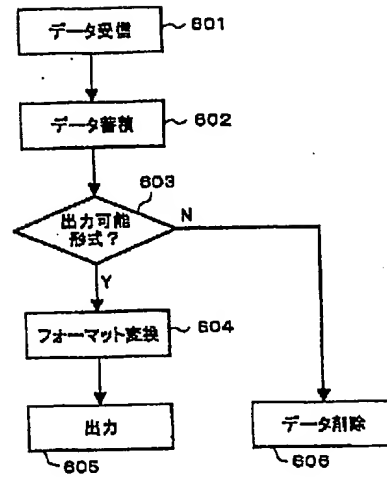 データ受信
601
データ蓄積
602
603
出力可能
形式?
N
Y
フォーマット変換
604
出力
605
データ削除
606